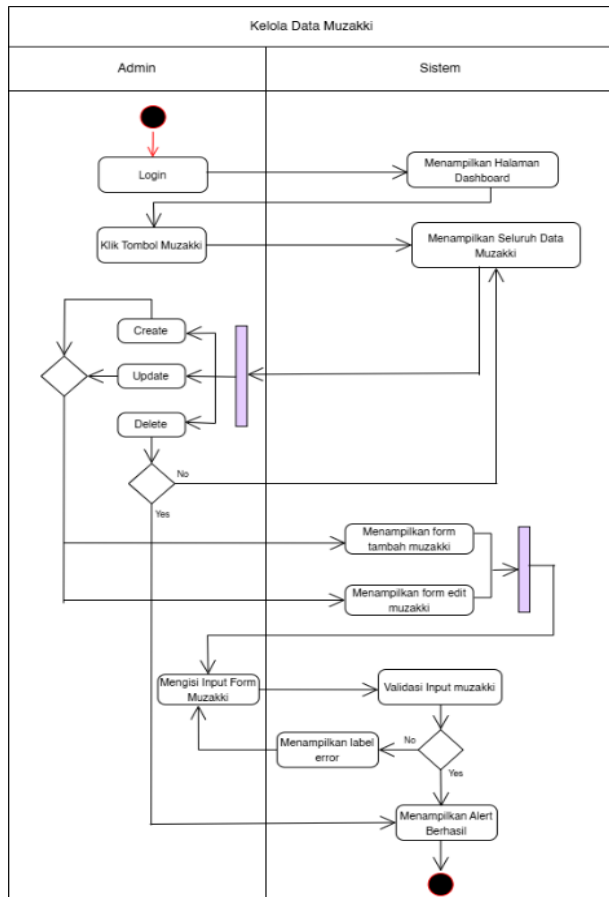 Kelola Data Muzakki
Admin
Sistem
Login
Menampilkan Halaman
Dashboard
Klik Tombol Muzakki
Menampilkan Seluruh Data
Muzakki
Create
Update
Delete
No
Yes
Menampilkan form
tambah muzakki
Menampilkan form edit
muzakki
Mengisi Input Form
Muzakki
Validasi Input muzakki
Menampilkan label
error
No
Yes
Menampilkan Alert
Berhasil